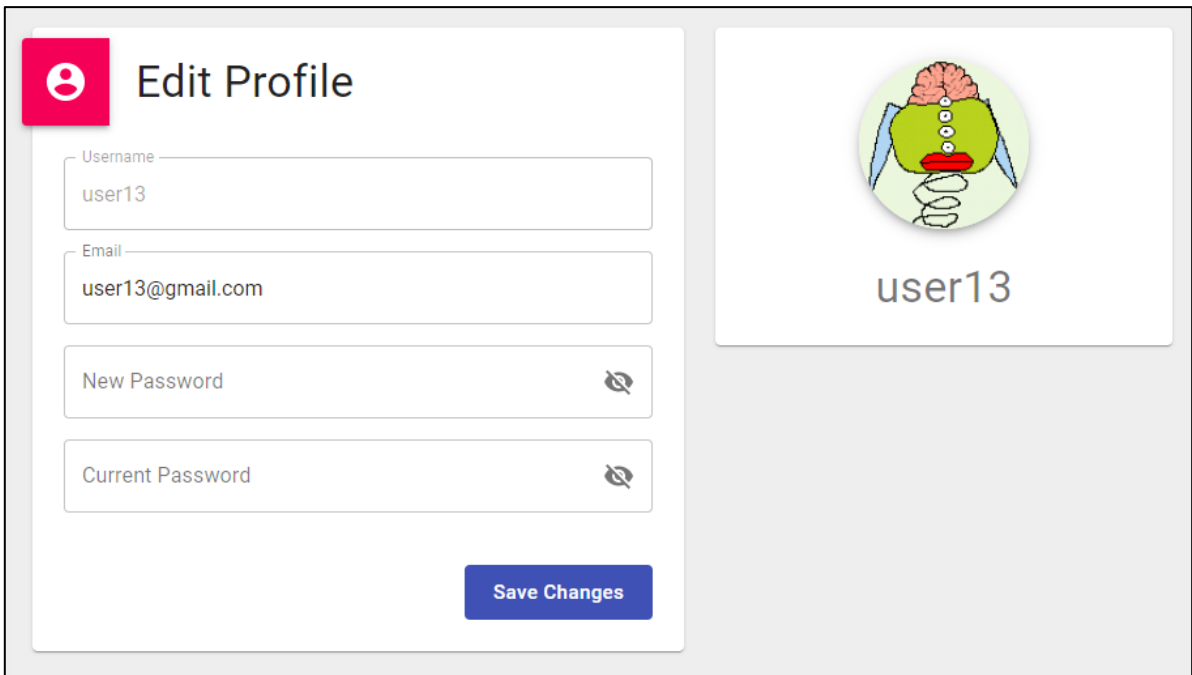 Edit Profile
Username
user13
Email
user13@gmail.com
New Password
Current Password
Save Changes
user13